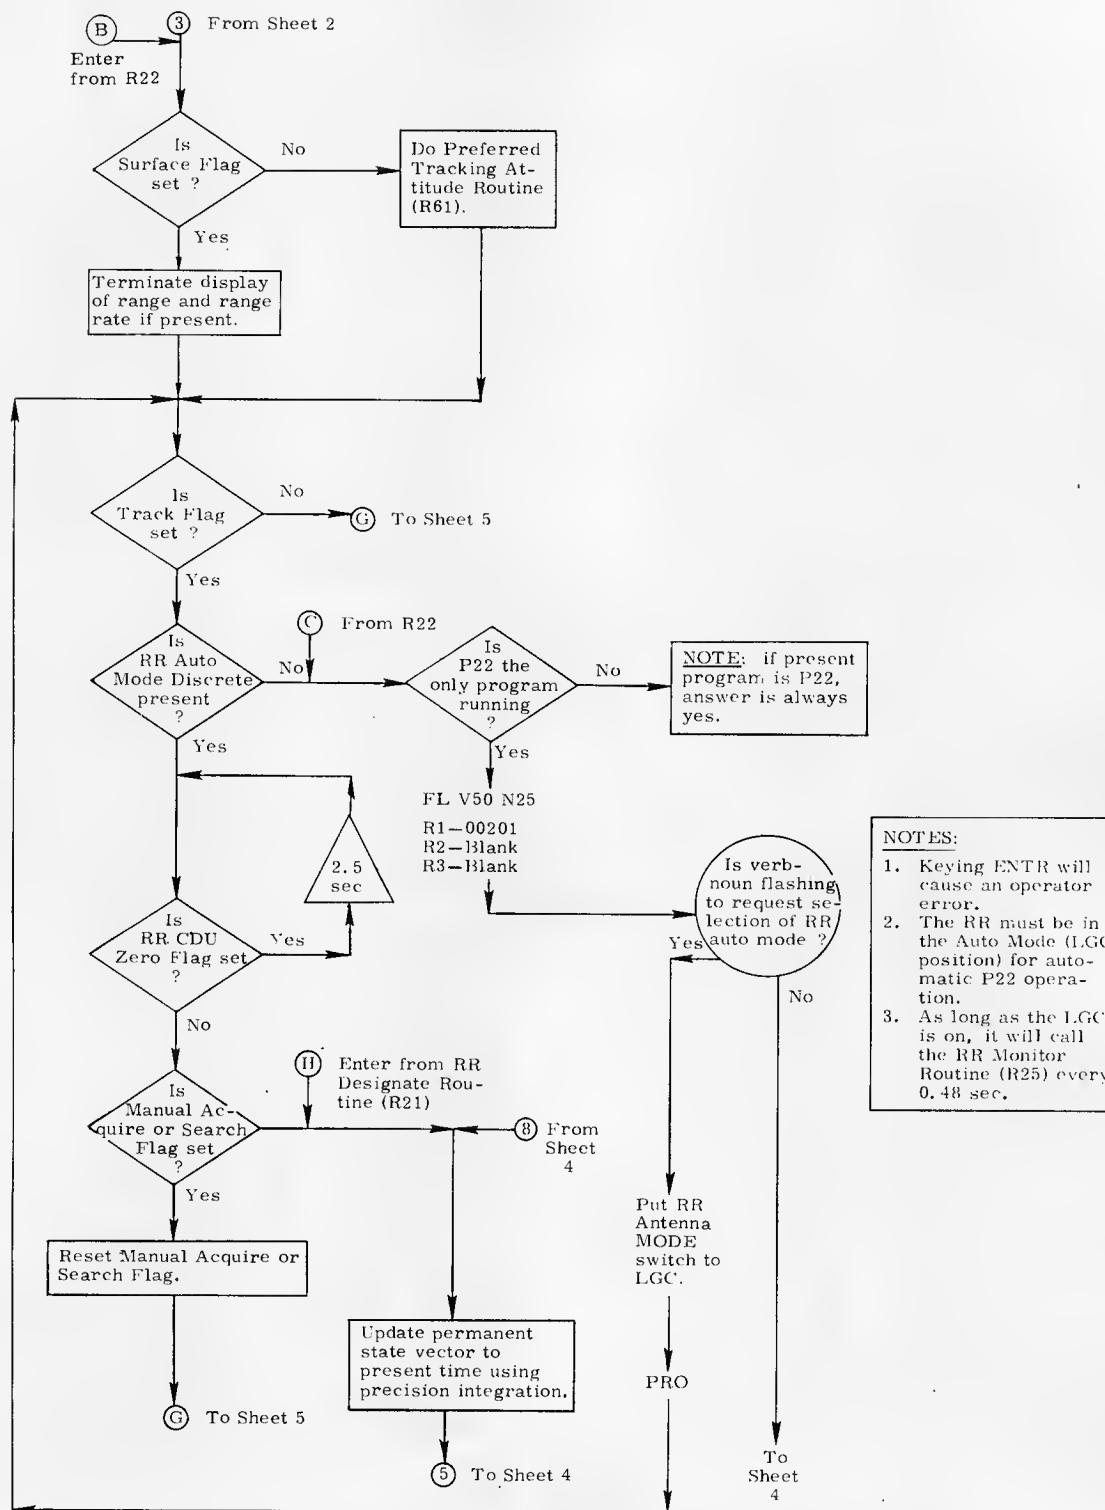 B
3
From Sheet 2
Enter
from R22
Is
Surface Flag
set ?
No
Do Preferred
Tracking At-
titude Routine
(R61).
Yes
Terminate display
of range and range
rate if present.
Is
Track Flag
set ?
No
G
To Sheet 5
Yes
C
From R22
Is
RR Auto
Mode Discrete
present
?
No
Is
P22 the
only program
running
?
No
NOTE: if present
program is P22,
answer is always
yes.
Yes
Yes
FL V50 N25
R1-00201
R2-Blank
R3-Blank
2.5
sec
Is verb-
noun flashing
to request se-
lection of RR
auto mode ?
Yes
No
NOTES:
1. Keying ENTR will
cause an operator
error.
2. The RR must be in
the Auto Mode (LGC
position) for auto-
matic P22 opera-
tion.
3. As long as the LGC
is on, it will call
the RR Monitor
Routine (R25) every
0.48 sec.
Is
RR CDU
Zero Flag set
?
Yes
No
H
Enter from RR
Designate Rou-
tine (R21)
Is
Manual Ac-
quire or Search
Flag set
?
8
From
Sheet
4
Yes
Reset Manual Acquire or
Search Flag.
Put RR
Antenna
MODE
switch to
LGC.
Update permanent
state vector to
present time using
precision integration.
PRO
G
To Sheet 5
5
To Sheet 4
To
Sheet
4